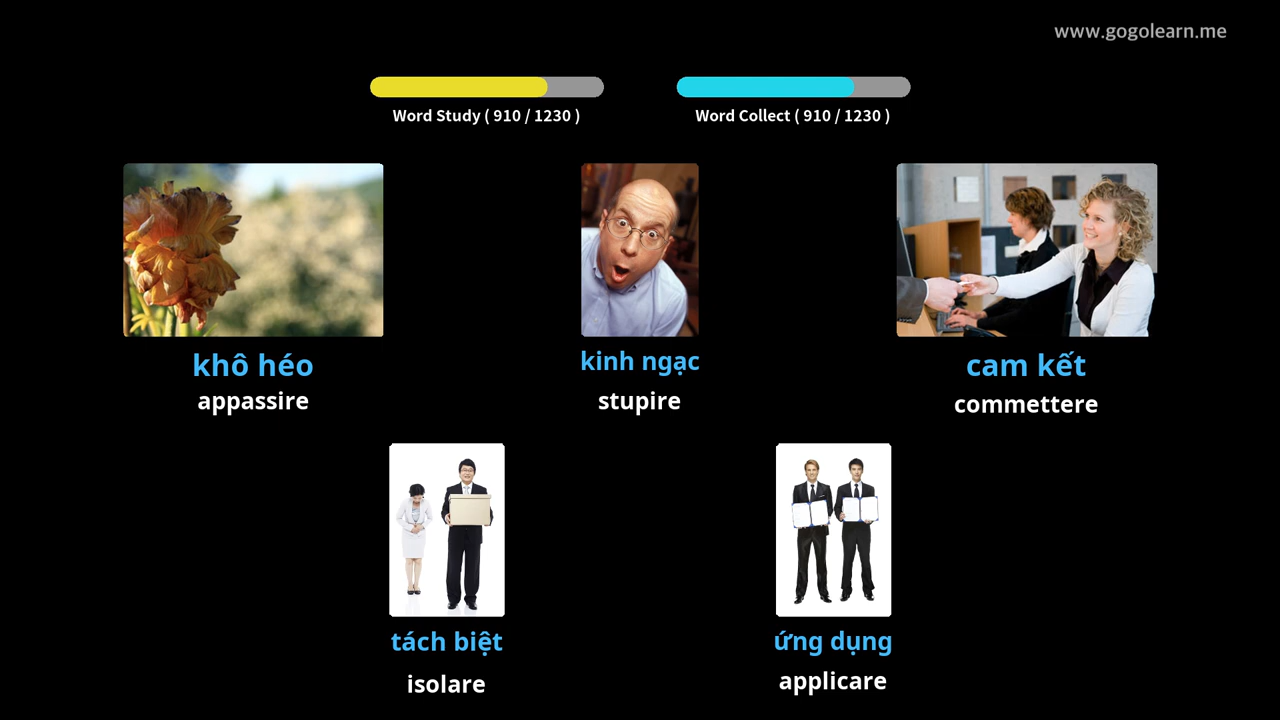 www.gogolearn.me
Word Study ( 910 / 1230 )
Word Collect ( 910 / 1230 )
khô héo
appassire
kinh ngạc
stupire
cam kết
commettere
tách biệt
isolare
ứng dụng
applicare